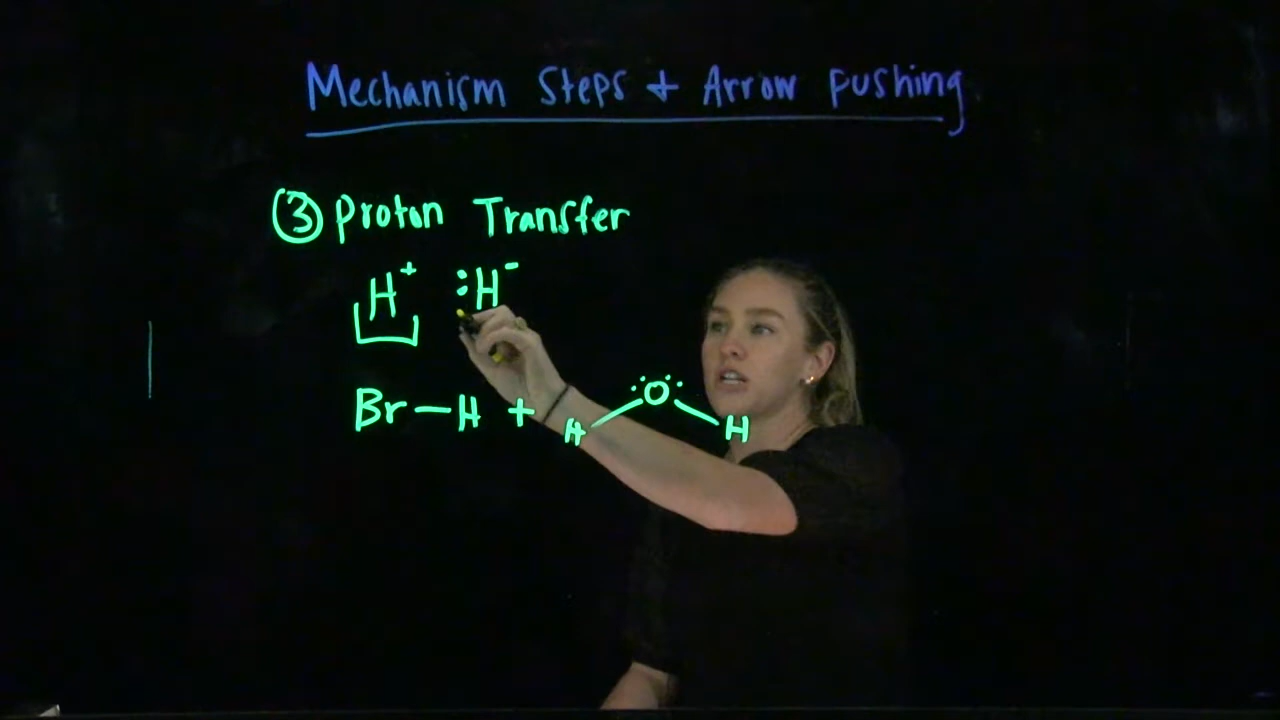 Mechanism Steps + Arrow Pushing
③ Proton Transfer
H⁺ :H⁻
Br—H + H O H